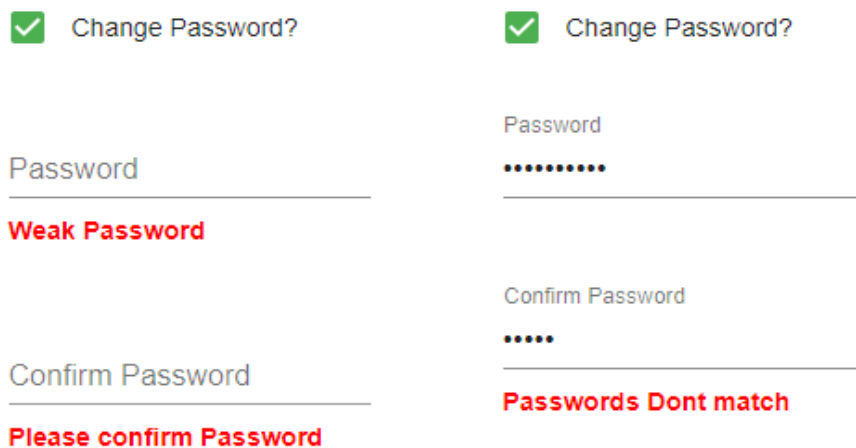 Change Password?
Password
Weak Password
Confirm Password
Please confirm Password
Change Password?
Password
••••••••••
Confirm Password
•••••
Passwords Dont match